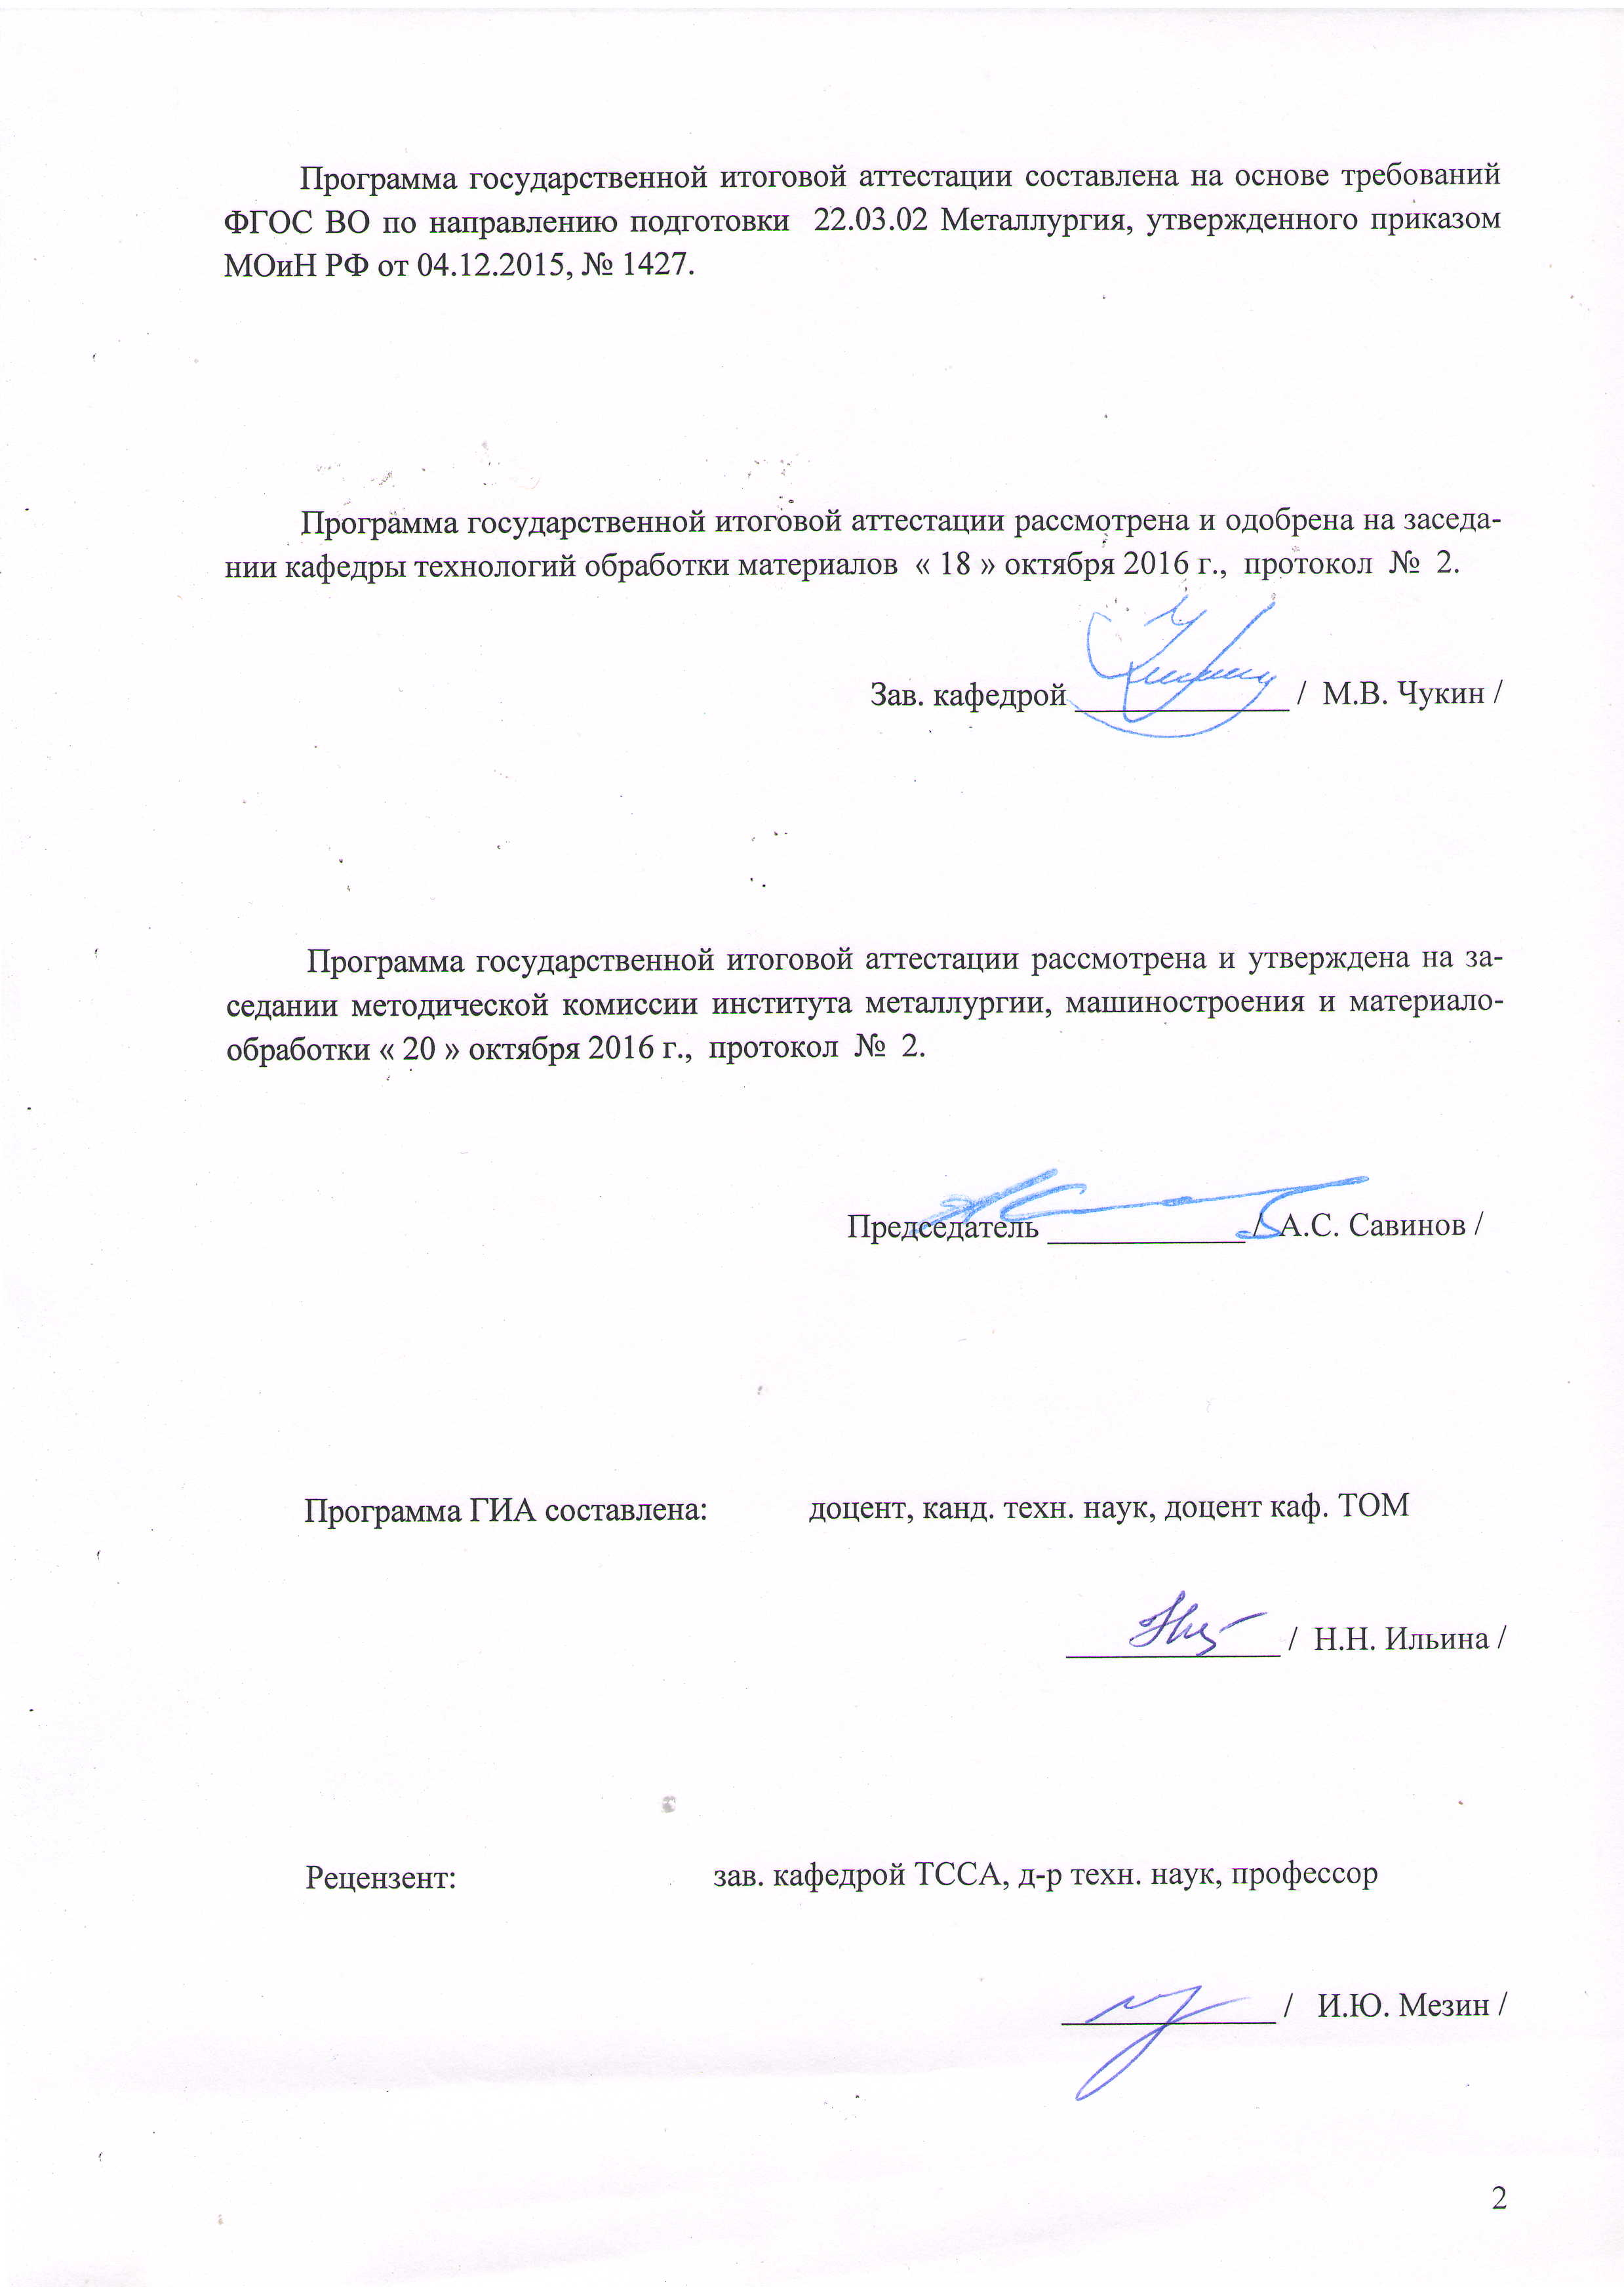 Программа государственной итоговой аттестации составлена на основе требований
ФГОС ВО по направлению подготовки 22.03.02 Металлургия, утвержденного приказом
МОиН РФ от 04.12.2015, № 1427.
Программа государственной итоговой аттестации рассмотрена и одобрена на заседа-
нии кафедры технологий обработки материалов « 18 » октября 2016 г., протокол № 2.
Зав. кафедрой _____________ / М.В. Чукин /
Программа государственной итоговой аттестации рассмотрена и утверждена на за-
седании методической комиссии института металлургии, машиностроения и материало-
обработки « 20 » октября 2016 г., протокол № 2.
Председатель ____________ / А.С. Савинов /
Программа ГИА составлена: доцент, канд. техн. наук, доцент каф. ТОМ
_____________ / Н.Н. Ильина /
Рецензент: зав. кафедрой ТССА, д-р техн. наук, профессор
_____________ / И.Ю. Мезин /
2